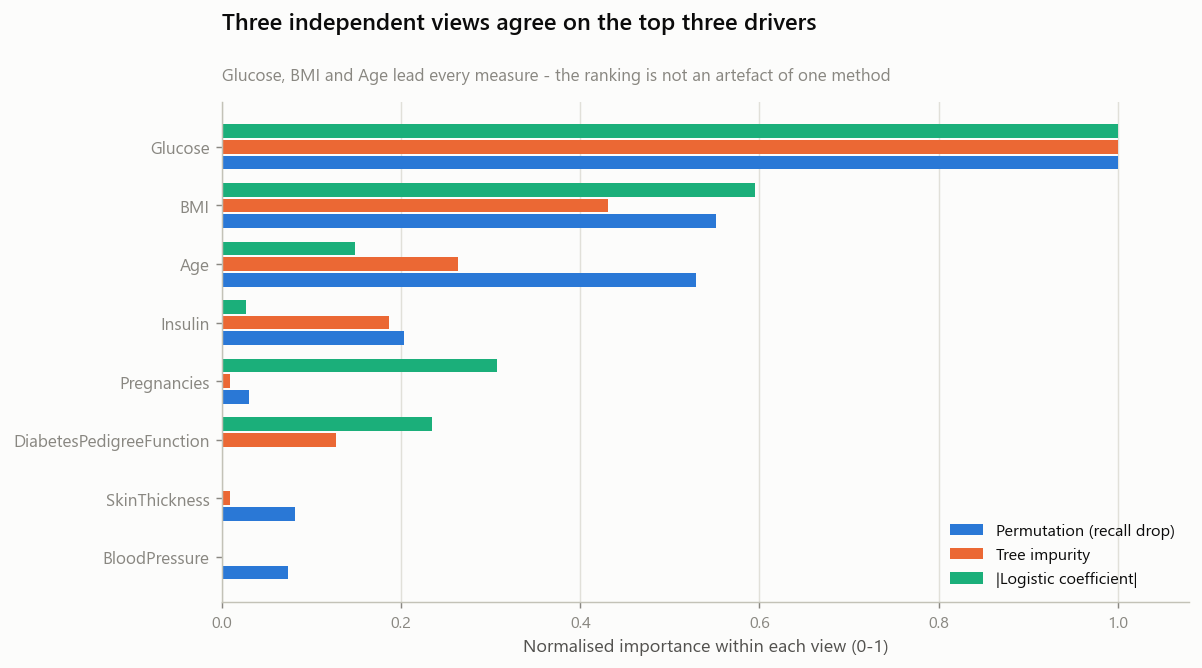 Three independent views agree on the top three drivers
Glucose, BMI and Age lead every measure - the ranking is not an artefact of one method
Glucose
BMI
Age
Insulin
Pregnancies
DiabetesPedigreeFunction
SkinThickness
BloodPressure
Permutation (recall drop)
Tree impurity
|Logistic coefficient|
0.0 0.2 0.4 0.6 0.8 1.0
Normalised importance within each view (0-1)